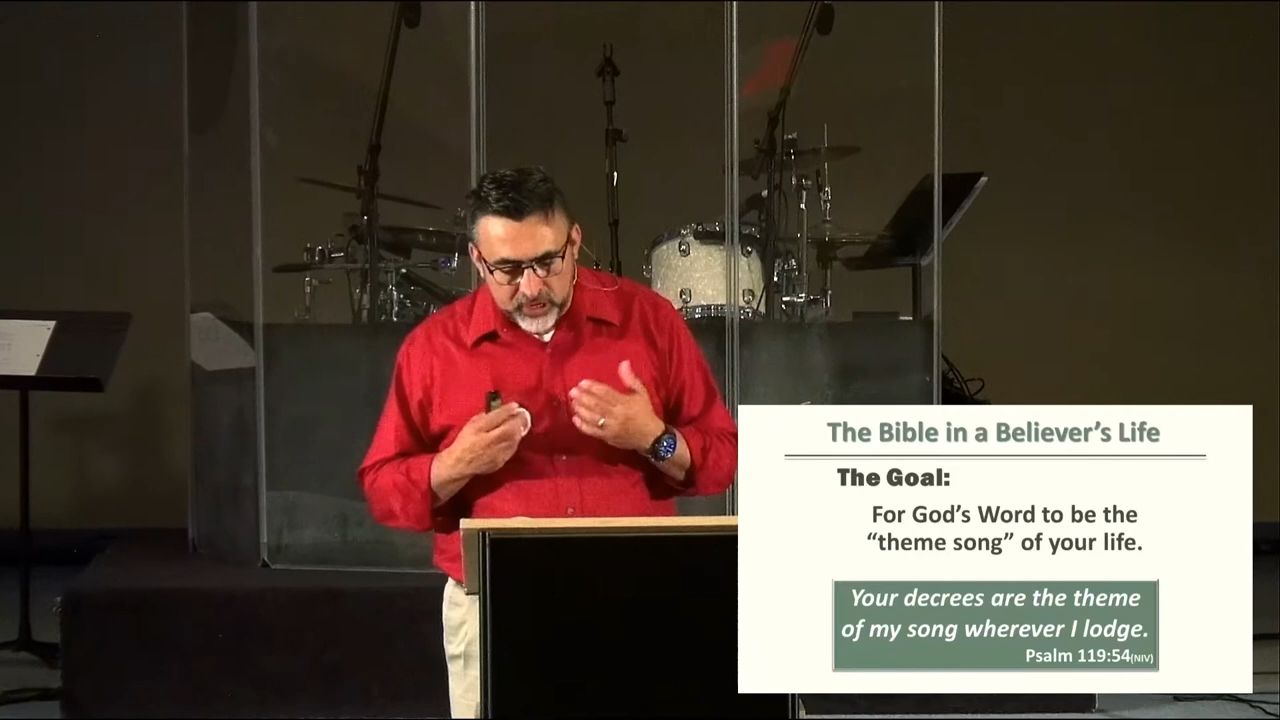 The Bible in a Believer's Life
The Goal:
For God's Word to be the
“theme song” of your life.
Your decrees are the theme
of my song wherever I lodge.
Psalm 119:54(NIV)